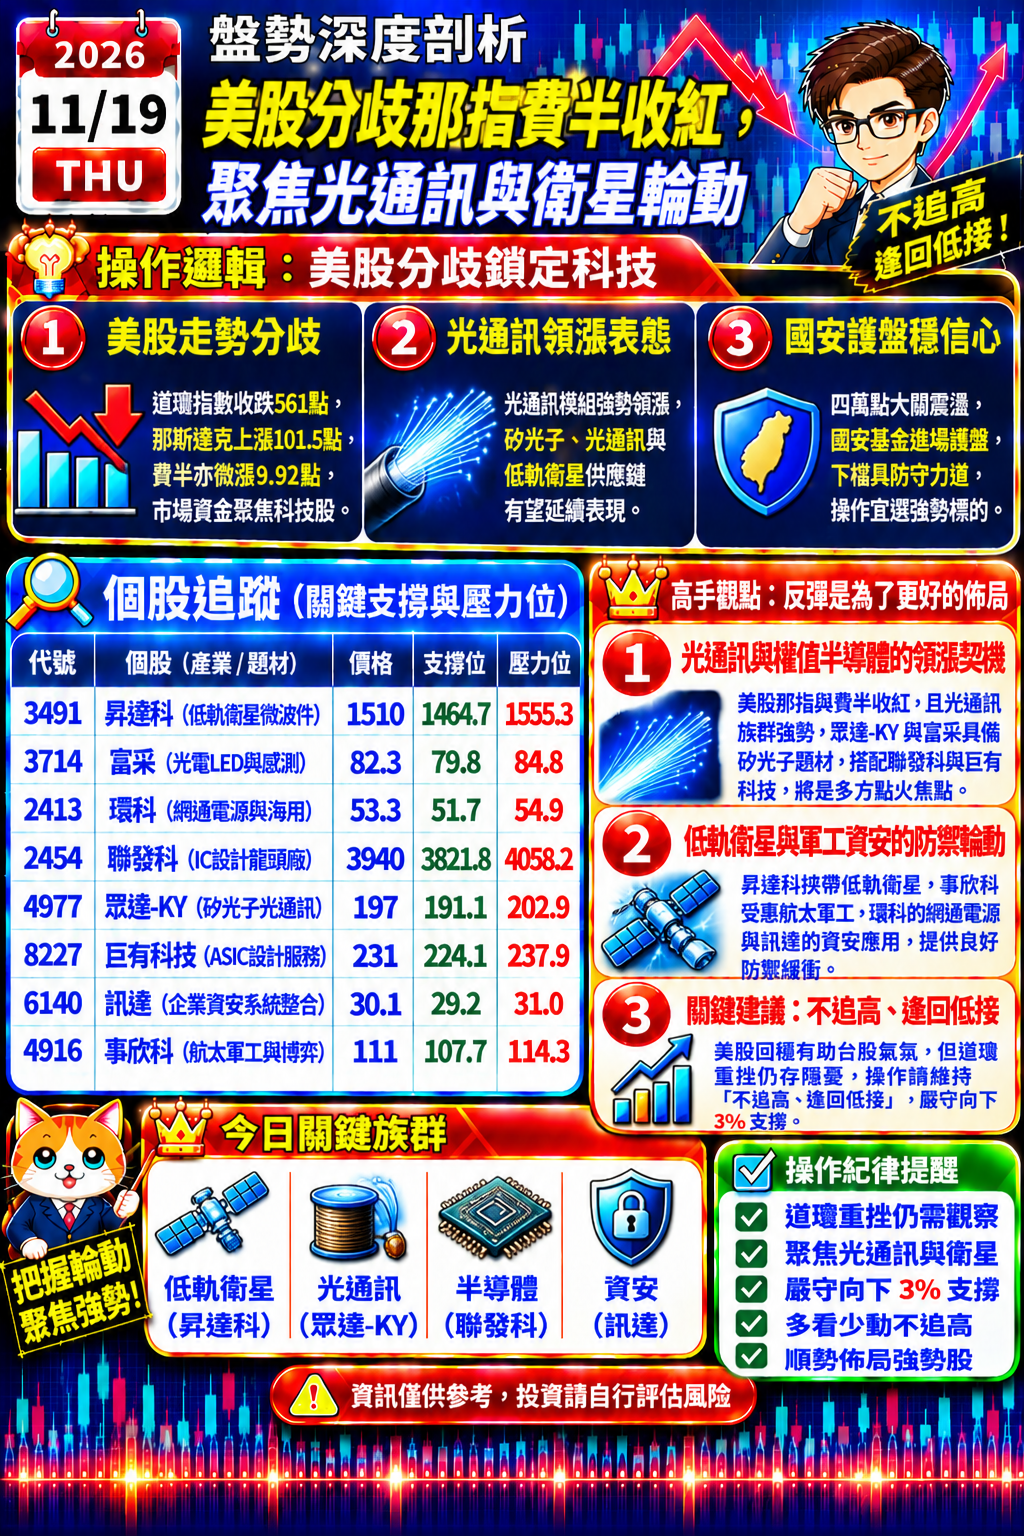 2026
11/19
THU
盤勢深度剖析
美股分歧那指費半收紅，
聚焦光通訊與衛星輪動
不追高
逢回低接！
操作邏輯：美股分歧鎖定科技
1 美股走勢分歧
道瓊指數收跌561點，
那斯達克上漲101.5點，
費半亦微漲9.92點，
市場資金聚焦科技股。
2 光通訊領漲表態
光通訊模組強勢領漲，
矽光子、光通訊與
低軌衛星供應鏈
有望延續表現。
3 國安護盤穩信心
四萬點大關震盪，
國安基金進場護盤，
下檔具防守力道，
操作宜選強勢標的。
個股追蹤（關鍵支撐與壓力位）
代號 個股（產業/題材） 價格 支撐位 壓力位
3491 昇達科（低軌衛星微波件） 1510 1464.7 1555.3
3714 富采（光電LED與感測） 82.3 79.8 84.8
2413 環科（網通電源與海用） 53.3 51.7 54.9
2454 聯發科（IC設計龍頭廠） 3940 3821.8 4058.2
4977 眾達-KY（矽光子光通訊） 197 191.1 202.9
8227 巨有科技（ASIC設計服務） 231 224.1 237.9
6140 訊達（企業資安系統整合） 30.1 29.2 31.0
4916 事欣科（航太軍工與博弈） 111 107.7 114.3
高手觀點：反彈是為了更好的佈局
1 光通訊與權值半導體的領漲契機
美股那指與費半收紅，且光通訊
族群強勢，眾達-KY 與富采具備
矽光子題材，搭配聯發科與巨有
科技，將是多方點火焦點。
2 低軌衛星與軍工資安的防禦輪動
昇達科挾帶低軌衛星，事欣科
受惠航太軍工，環科的網通電源
與訊達的資安應用，提供良好
防禦緩衝。
3 關鍵建議：不追高、逢回低接
美股回穩有助台股氣氛，但道瓊
重挫仍存隱憂，操作請維持
「不追高、逢回低接」，嚴守向下
3% 支撐。
把握輪動
聚焦強勢！
今日關鍵族群
低軌衛星
（昇達科）
光通訊
（眾達-KY）
半導體
（聯發科）
資安
（訊達）
操作紀律提醒
道瓊重挫仍需觀察
聚焦光通訊與衛星
嚴守向下 3% 支撐
多看少動不追高
順勢佈局強勢股
資訊僅供參考，投資請自行評估風險